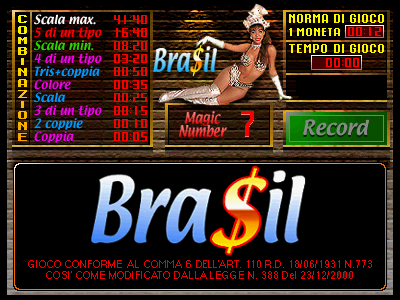 COMBINAZIONE
Scala max. 41:40
5 di un tipo 16:40
Scala min. 08:20
4 di un tipo 03:20
Tris+coppia 00:50
Colore 00:35
Scala 00:25
3 di un tipo 00:15
2 coppie 00:10
Coppia 00:05
Bra$il
NORMA DI GIOCO
1 MONETA 00:12
TEMPO DI GIOCO
00:00
Magic
Number 7
Record
Bra$il
GIOCO CONFORME AL COMMA 6 DELL'ART. 110 R.D. 18/06/1931 N.773
COSI' COME MODIFICATO DALLA LEGGE N. 388 Del 23/12/2000